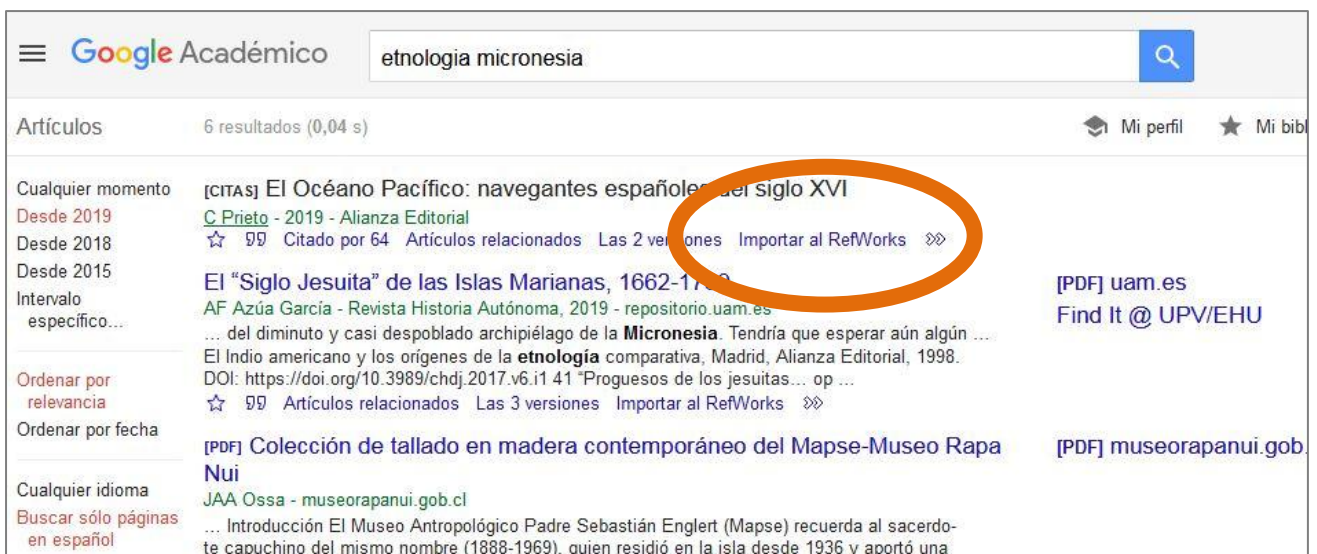 Google Académico
etnologia micronesia
Artículos
6 resultados (0,04 s)
Mi perfil
Mi bibl
Cualquier momento
Desde 2019
Desde 2018
Desde 2015
Intervalo
específico...
Ordenar por
relevancia
Ordenar por fecha
Cualquier idioma
Buscar sólo páginas
en español
[CITAS] El Océano Pacífico: navegantes españoles del siglo XVI
C Prieto - 2019 - Alianza Editorial
Citado por 64 Artículos relacionados Las 2 versiones Importar al RefWorks
El “Siglo Jesuita” de las Islas Marianas, 1662-1769
AF Azúa García - Revista Historia Autónoma, 2019 - repositorio.uam.es
... del diminuto y casi despoblado archipiélago de la Micronesia. Tendría que esperar aún algún ...
El Indio americano y los orígenes de la etnología comparativa, Madrid, Alianza Editorial, 1998.
DOI: https://doi.org/10.3989/chdj.2017.v6.i1 41 “Proguesos de los jesuitas... op ...
Artículos relacionados Las 3 versiones Importar al RefWorks
[PDF] uam.es
Find It @ UPV/EHU
[PDF] Colección de tallado en madera contemporáneo del Mapse-Museo Rapa
Nui
JAA Ossa - museorapanui.gob.cl
... Introducción El Museo Antropológico Padre Sebastián Englert (Mapse) recuerda al sacerdo-
te capuchino del mismo nombre (1888-1969), quien residió en la isla desde 1936 y aportó una
[PDF] museorapanui.gob.